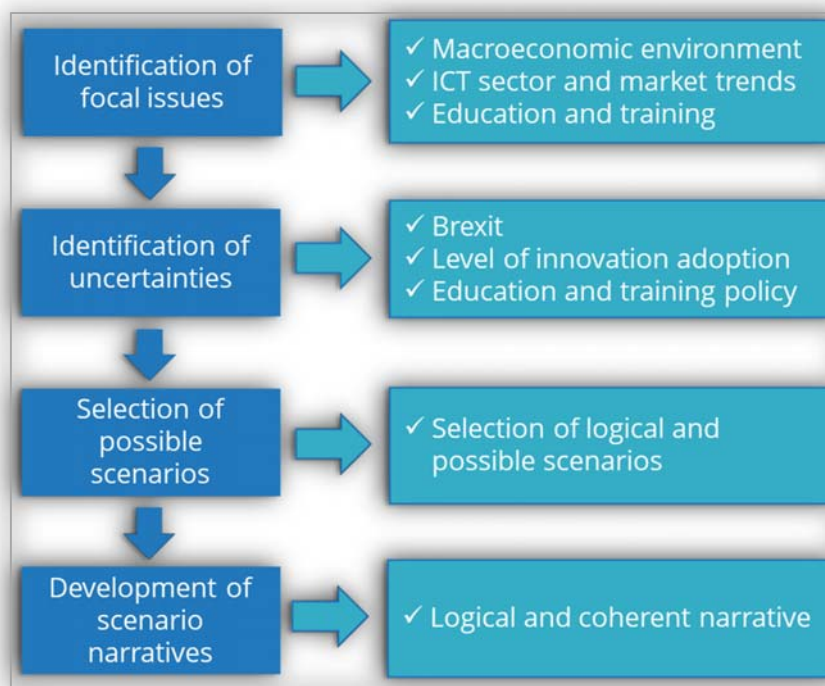 Identification of
focal issues
✓ Macroeconomic environment
✓ ICT sector and market trends
✓ Education and training
Identification of
uncertainties
✓ Brexit
✓ Level of innovation adoption
✓ Education and training policy
Selection of
possible
scenarios
✓ Selection of logical and
possible scenarios
Development of
scenario
narratives
✓ Logical and coherent narrative